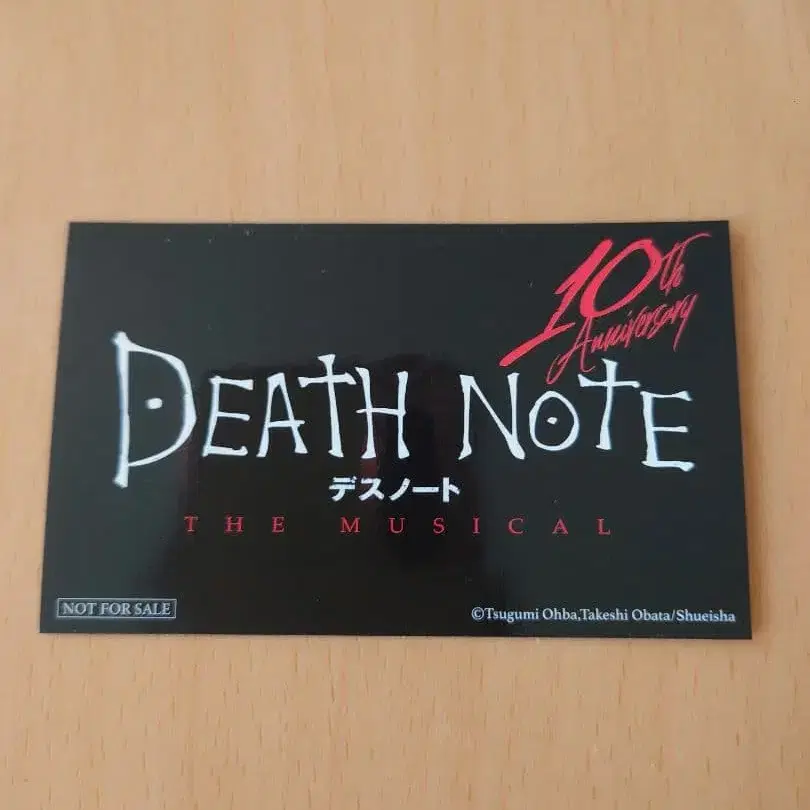 10th
Anniversary
DEATH NOTE
デスノート
THE MUSICAL
NOT FOR SALE
©Tsugumi Ohba,Takeshi Obata/Shueisha